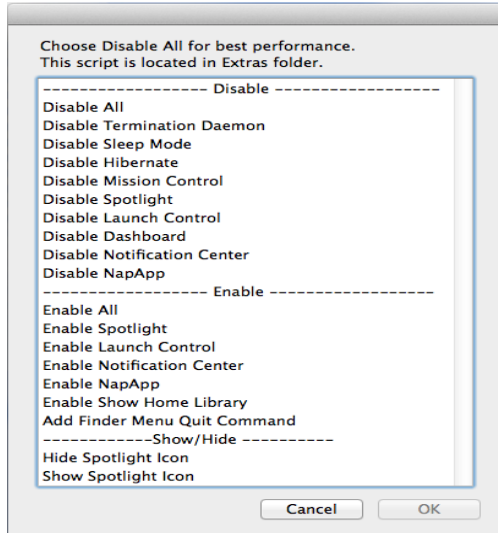 Choose Disable All for best performance.
This script is located in Extras folder.
------------------ Disable ------------------
Disable All
Disable Termination Daemon
Disable Sleep Mode
Disable Hibernate
Disable Mission Control
Disable Spotlight
Disable Launch Control
Disable Dashboard
Disable Notification Center
Disable NapApp
------------------ Enable ------------------
Enable All
Enable Spotlight
Enable Launch Control
Enable Notification Center
Enable NapApp
Enable Show Home Library
Add Finder Menu Quit Command
------------Show/Hide ----------
Hide Spotlight Icon
Show Spotlight Icon
Cancel OK